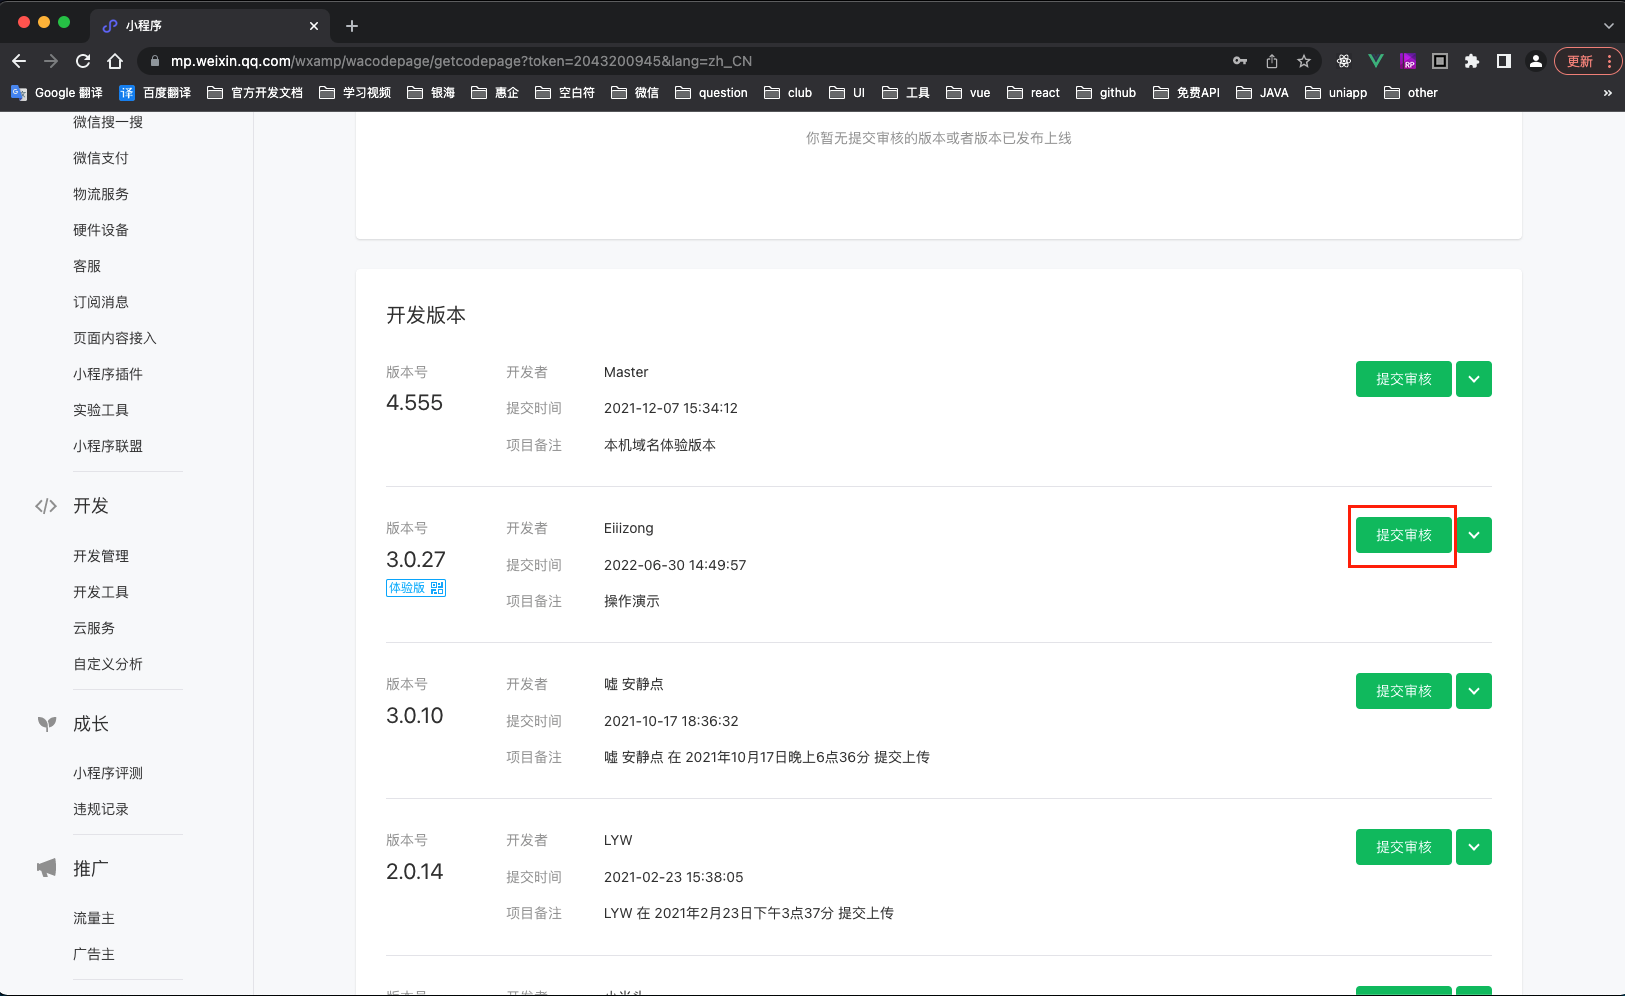 小程序
mp.weixin.qq.com/wxamp/wacodepage/getcodepage?token=2043200945&lang=zh_CN
RP
更新
G
Google 翻译
译
百度翻译
官方开发文档
学习视频
银海
惠企
空白符
微信
question
club
UI
工具
vue
react
github
免费API
JAVA
uniapp
other
微信搜一搜
微信支付
物流服务
硬件设备
客服
订阅消息
页面内容接入
小程序插件
实验工具
小程序联盟
开发
开发管理
开发工具
云服务
自定义分析
成长
小程序评测
违规记录
推广
流量主
广告主
你暂无提交审核的版本或者版本已发布上线
开发版本
版本号
4.555
开发者 Master
提交时间 2021-12-07 15:34:12
项目备注 本机域名体验版本
提交审核
版本号
3.0.27
体验版
开发者 Eiiizong
提交时间 2022-06-30 14:49:57
项目备注 操作演示
提交审核
版本号
3.0.10
开发者 嘘 安静点
提交时间 2021-10-17 18:36:32
项目备注 嘘 安静点 在 2021年10月17日晚上6点36分 提交上传
提交审核
版本号
2.0.14
开发者 LYW
提交时间 2021-02-23 15:38:05
项目备注 LYW 在 2021年2月23日下午3点37分 提交上传
提交审核
版本号
开发者